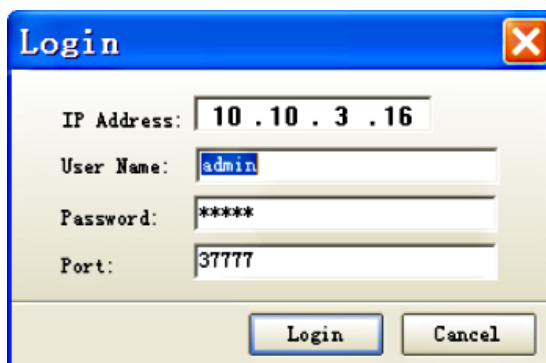 Login
IP Address: 10 . 10 . 3 . 16
User Name: admin
Password: *****
Port: 37777
Login Cancel